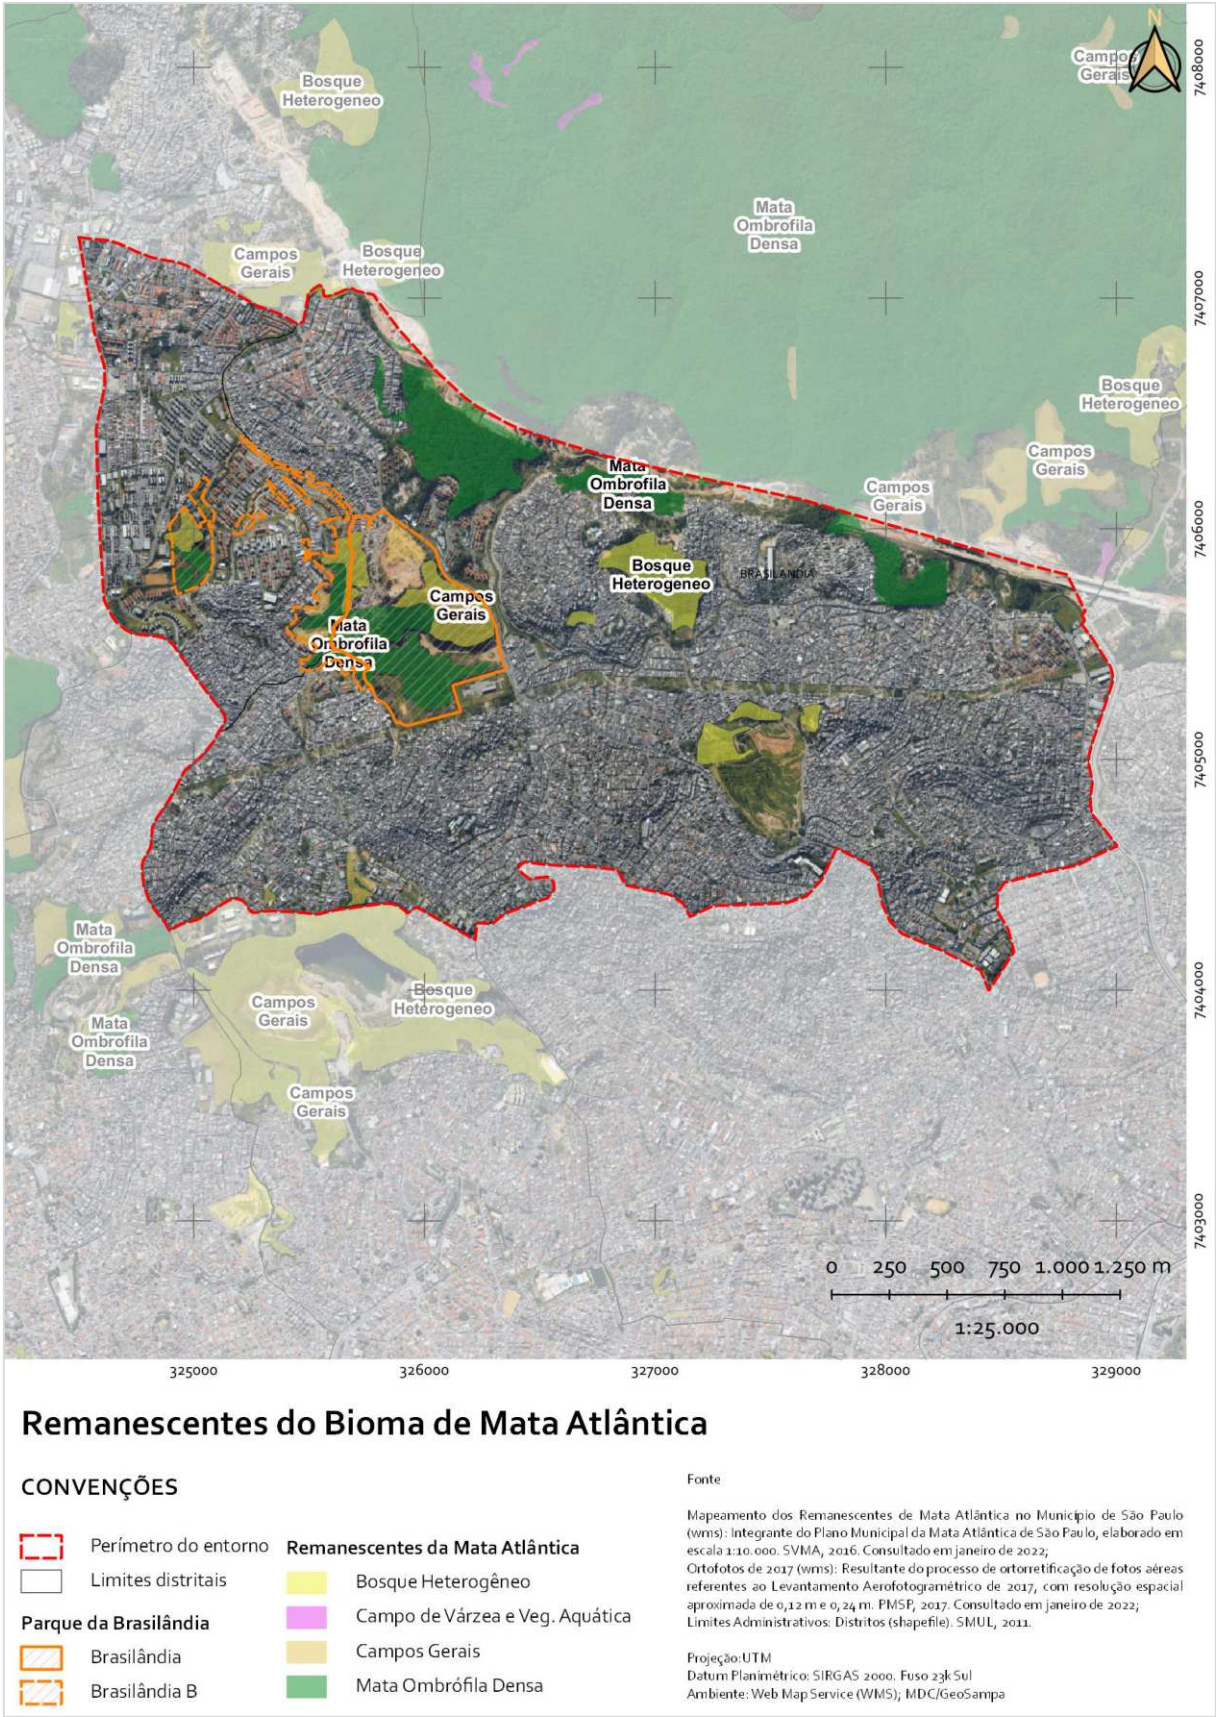 N
Campos
Gerais
7408000
Bosque
Heterogeneo
Mata
Ombrofila
Densa
Campos
Gerais
Bosque
Heterogeneo
7407000
Bosque
Heterogeneo
Campos
Gerais
Mata
Ombrofila
Densa
Campos
Gerais
7406000
Bosque
Heterogeneo
BRASILANDIA
Campos
Gerais
Mata
Ombrofila
Densa
7405000
Mata
Ombrofila
Densa
Campos
Gerais
Bosque
Heterogeneo
7404000
Mata
Ombrofila
Densa
Campos
Gerais
7403000
0 250 500 750 1.000 1.250 m
1:25.000
325000 326000 327000 328000 329000
Remanescentes do Bioma de Mata Atlântica
CONVENÇÕES
Perímetro do entorno
Limites distritais
Parque da Brasilândia
Brasilândia
Brasilândia B
Remanescentes da Mata Atlântica
Bosque Heterogêneo
Campo de Várzea e Veg. Aquática
Campos Gerais
Mata Ombrófila Densa
Fonte
Mapeamento dos Remanescentes de Mata Atlântica no Município de São Paulo
(wms): Integrante do Plano Municipal da Mata Atlântica de São Paulo, elaborado em
escala 1:10.000. SVMA, 2016. Consultado em janeiro de 2022;
Ortofotos de 2017 (wms): Resultante do processo de ortorretificação de fotos aéreas
referentes ao Levantamento Aerofotogramétrico de 2017, com resolução espacial
aproximada de 0,12 m e 0,24 m. PMSP, 2017. Consultado em janeiro de 2022;
Limites Administrativos: Distritos (shapefile). SMUL, 2011.
Projeção:UTM
Datum Planimétrico: SIRGAS 2000. Fuso 23k Sul
Ambiente: Web Map Service (WMS); MDC/GeoSampa